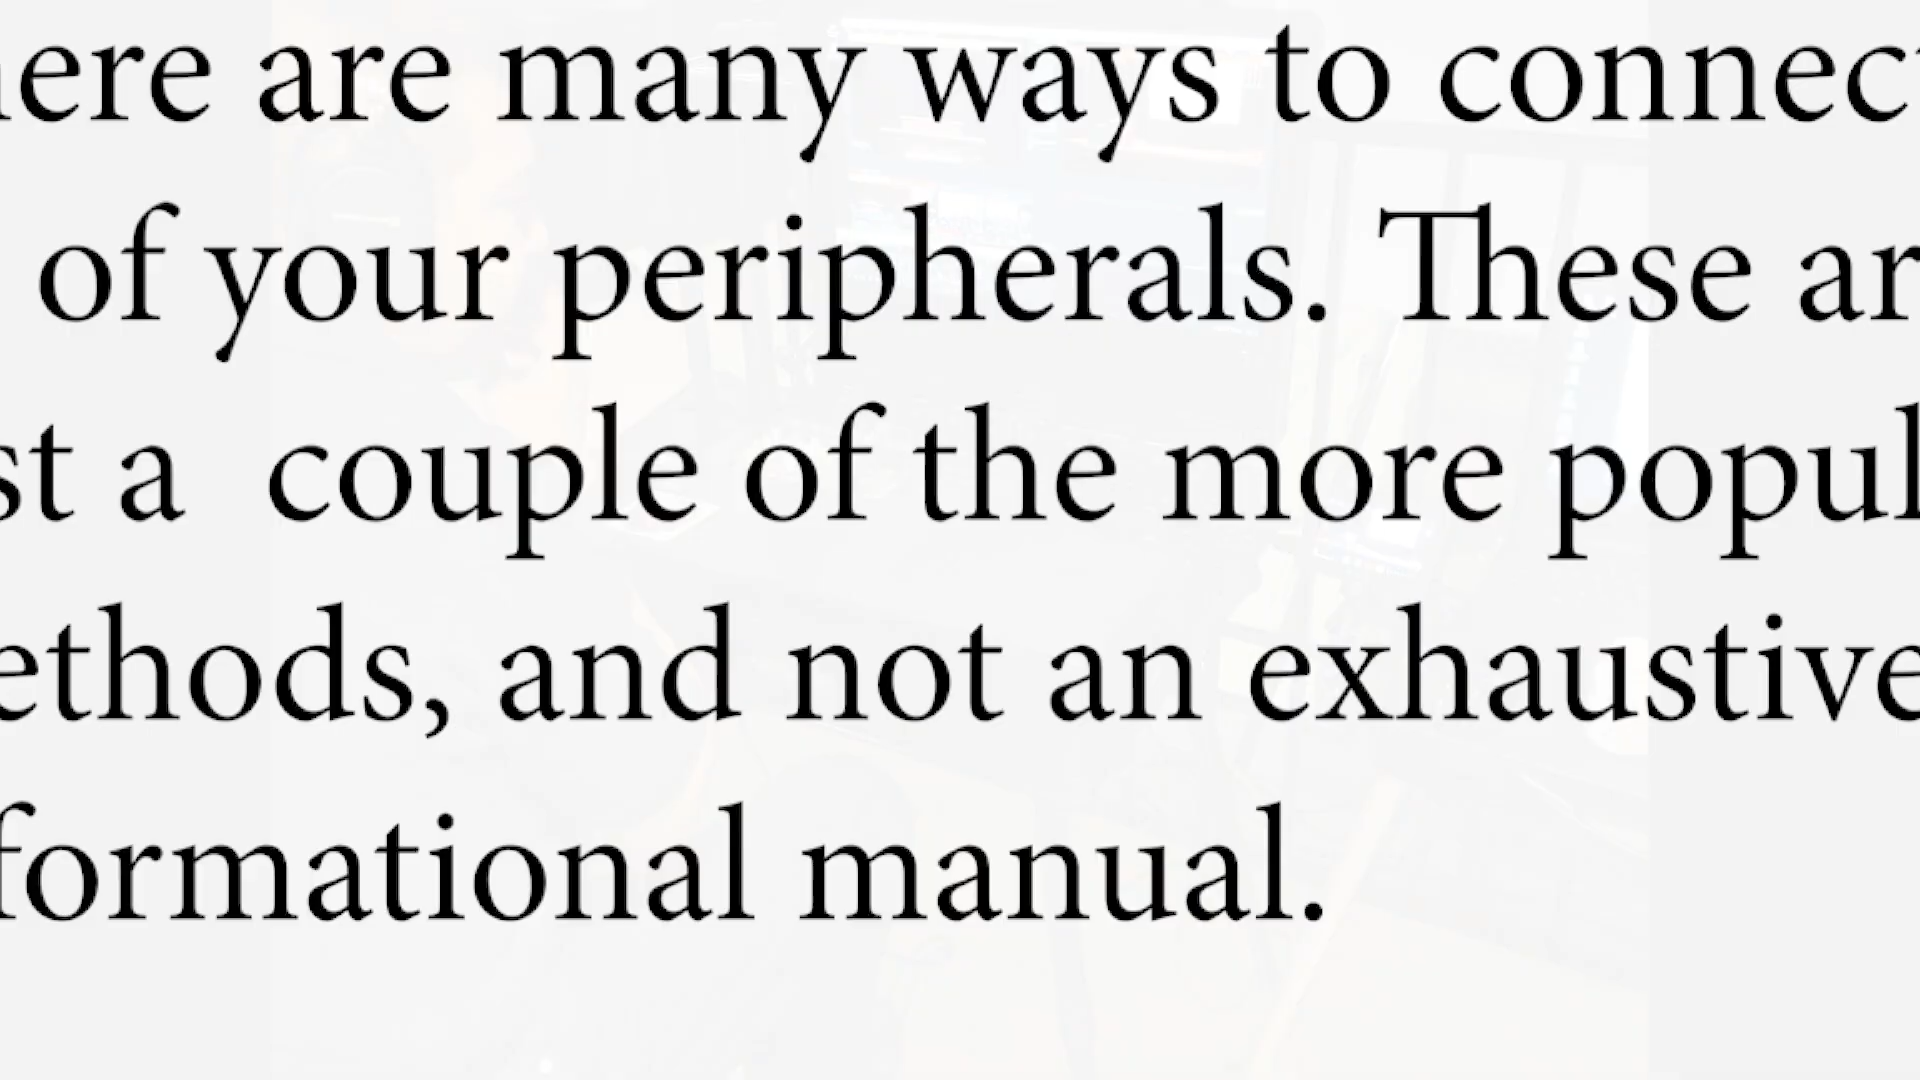 here are many ways to connect
of your peripherals. These ar
st a couple of the more popul
ethods, and not an exhaustive
formational manual.